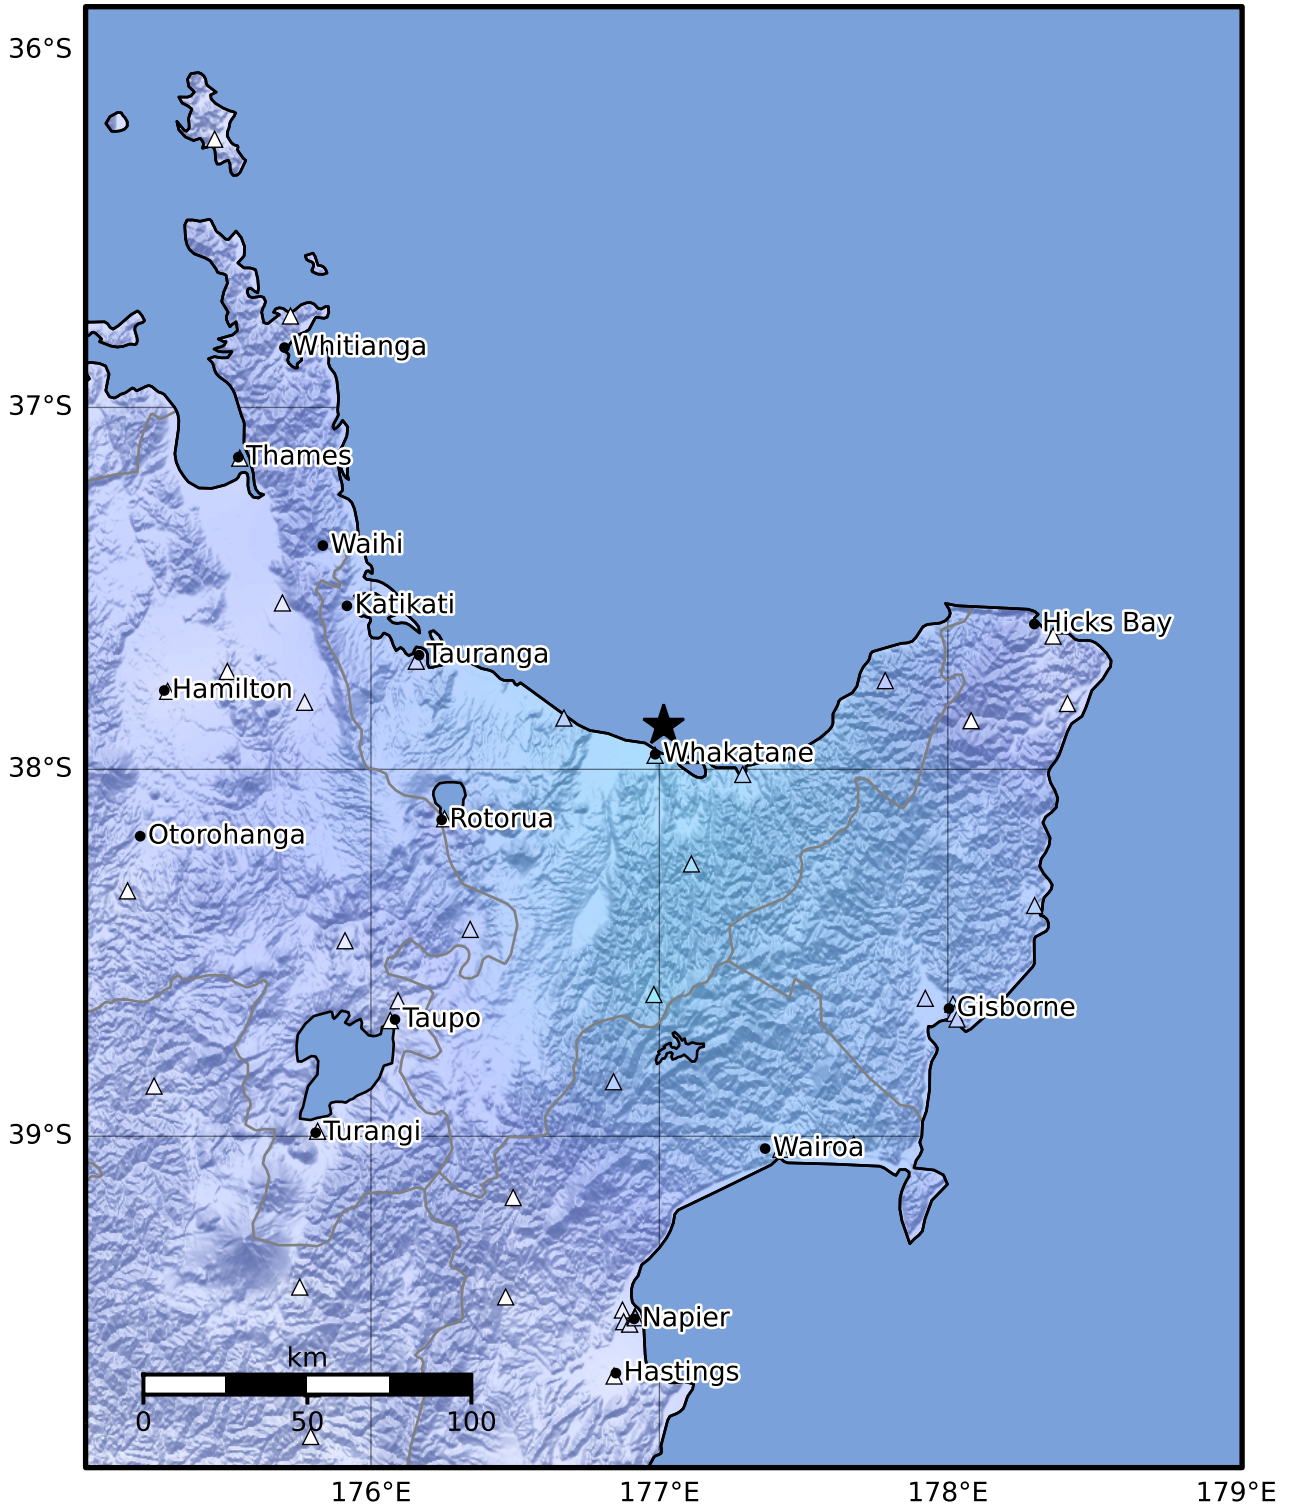 36°S
Whitianga
37°S
Thames
Waihi
Katikati
Hicks Bay
Tauranga
Hamilton
Whakatane
38°S
Rotorua
Otorohanga
Gisborne
Taupo
Turangi
39°S
Wairoa
Napier
km
Hastings
0 50 100
176°E 177°E 178°E 179°E